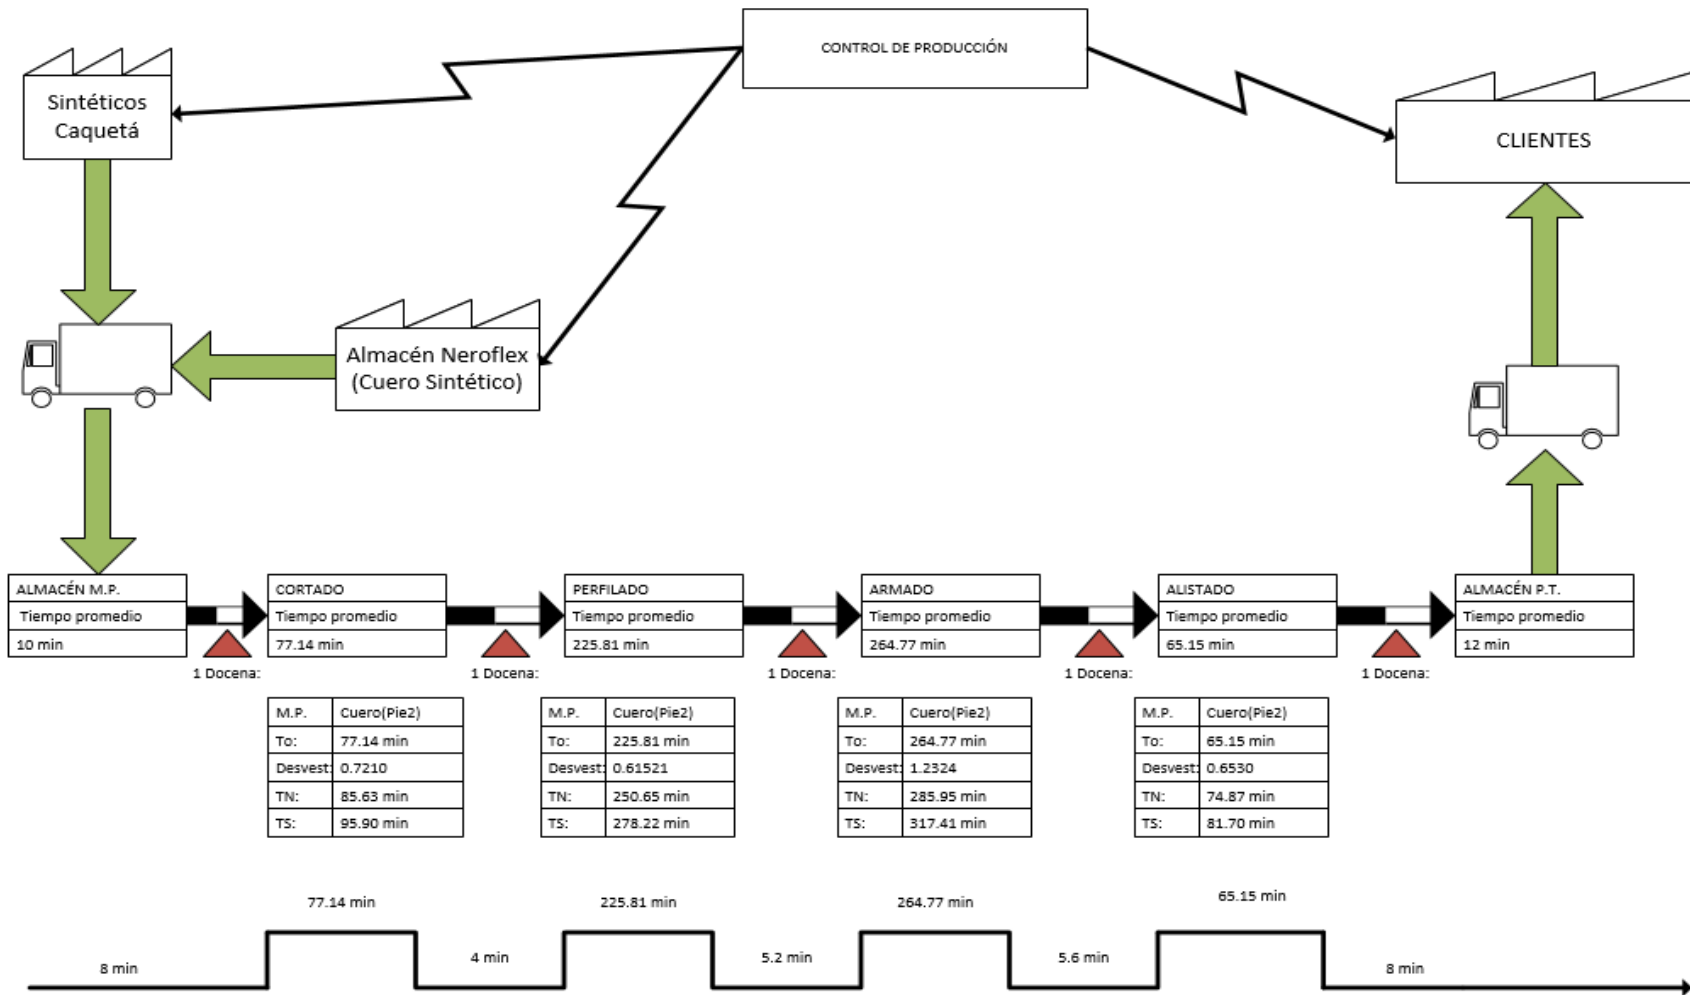 CONTROL DE PRODUCCIÓN
Sintéticos
Caquetá
CLIENTES
Almacén Neroflex
(Cuero Sintético)
ALMACÉN M.P.
Tiempo promedio
10 min
CORTADO
Tiempo promedio
77.14 min
PERFILADO
Tiempo promedio
225.81 min
ARMADO
Tiempo promedio
264.77 min
ALISTADO
Tiempo promedio
65.15 min
ALMACÉN P.T.
Tiempo promedio
12 min
1 Docena:
1 Docena:
1 Docena:
1 Docena:
1 Docena:
M.P. Cuero(Pie2)
To: 77.14 min
Desvest: 0.7210
TN: 85.63 min
TS: 95.90 min
M.P. Cuero(Pie2)
To: 225.81 min
Desvest: 0.61521
TN: 250.65 min
TS: 278.22 min
M.P. Cuero(Pie2)
To: 264.77 min
Desvest: 1.2324
TN: 285.95 min
TS: 317.41 min
M.P. Cuero(Pie2)
To: 65.15 min
Desvest: 0.6530
TN: 74.87 min
TS: 81.70 min
77.14 min
225.81 min
264.77 min
65.15 min
8 min
4 min
5.2 min
5.6 min
8 min